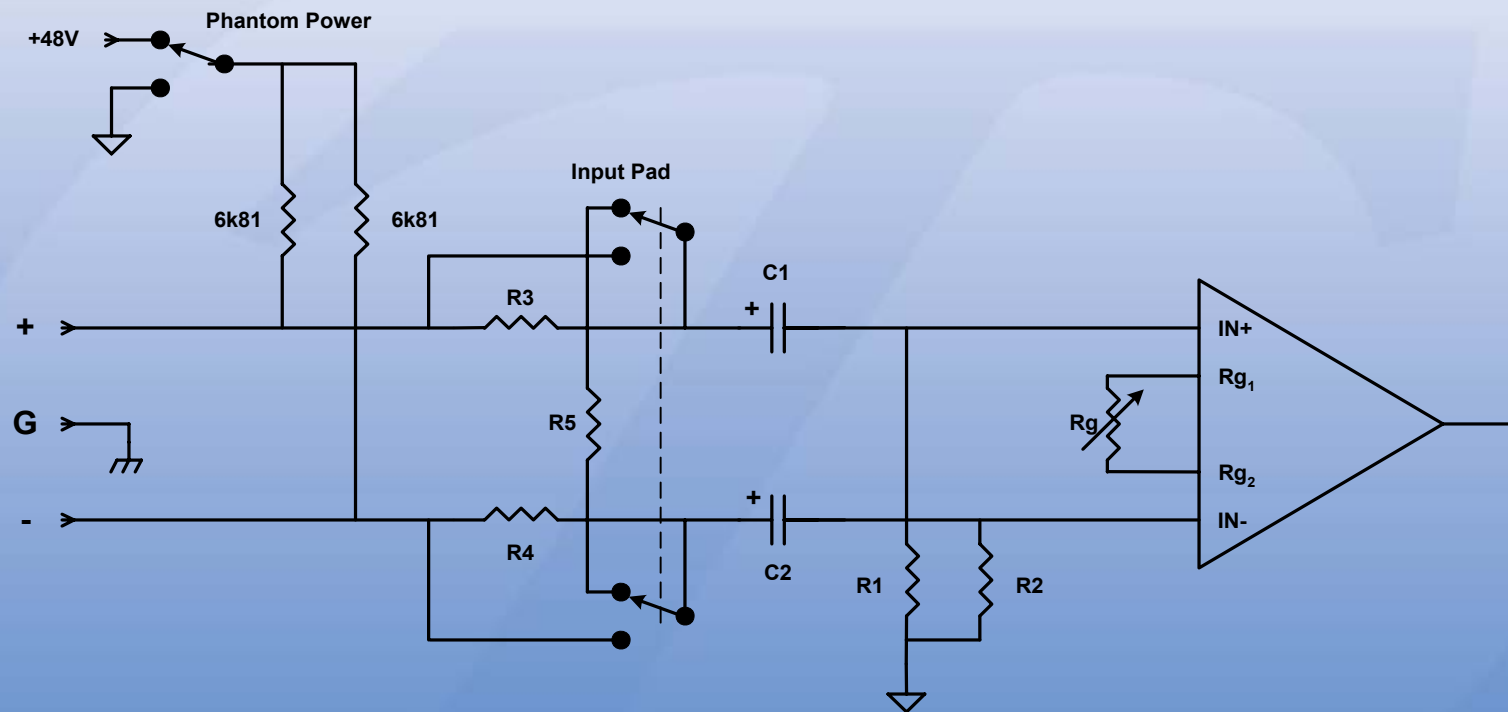 Phantom Power
+48V
6k81
6k81
Input Pad
C1
+
R3
+
IN+
Rg1
R5
Rg
G
Rg2
+
-
IN-
R4
C2
R1
R2